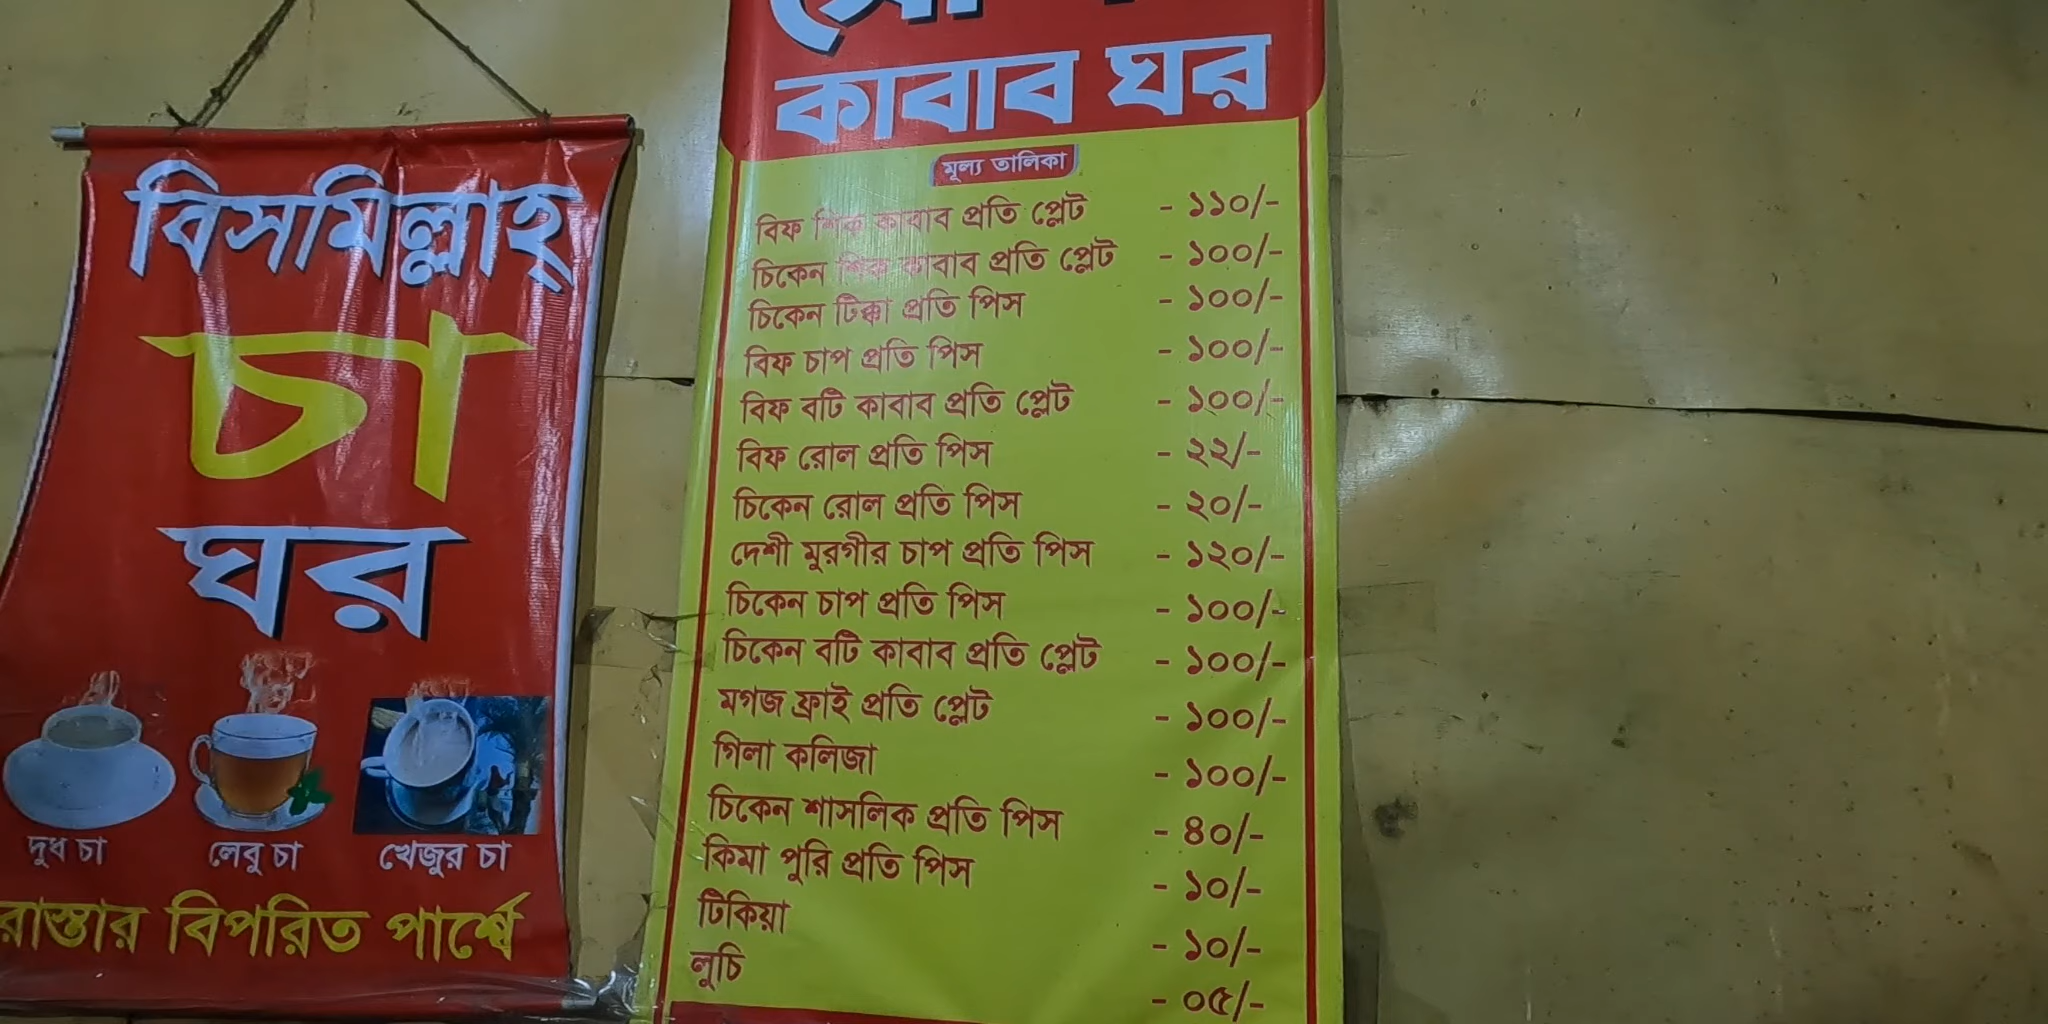 বিসমিল্লাহ্
চা
ঘর
দুধ চা
লেবু চা
খেজুর চা
রাস্তার বিপরিত পার্শ্বে
কাবাব ঘর
মূল্য তালিকা
বিফ শিক কাবাব প্রতি প্লেট - ১১০/-
চিকেন শিক কাবাব প্রতি প্লেট - ১০০/-
চিকেন টিক্কা প্রতি পিস - ১০০/-
বিফ চাপ প্রতি পিস - ১০০/-
বিফ বটি কাবাব প্রতি প্লেট - ১০০/-
বিফ রোল প্রতি পিস - ২২/-
চিকেন রোল প্রতি পিস - ২০/-
দেশী মুরগীর চাপ প্রতি পিস - ১২০/-
চিকেন চাপ প্রতি পিস - ১০০/-
চিকেন বটি কাবাব প্রতি প্লেট - ১০০/-
মগজ ফ্রাই প্রতি প্লেট - ১০০/-
গিলা কলিজা - ১০০/-
চিকেন শাসলিক প্রতি পিস - ৪০/-
কিমা পুরি প্রতি পিস - ১০/-
টিকিয়া - ১০/-
লুচি - ০৫/-